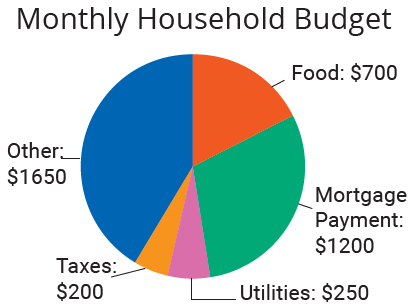 Monthly Household Budget
Food: $700
Other:
$1650
Mortgage
Payment:
$1200
Taxes:
$200
Utilities: $250